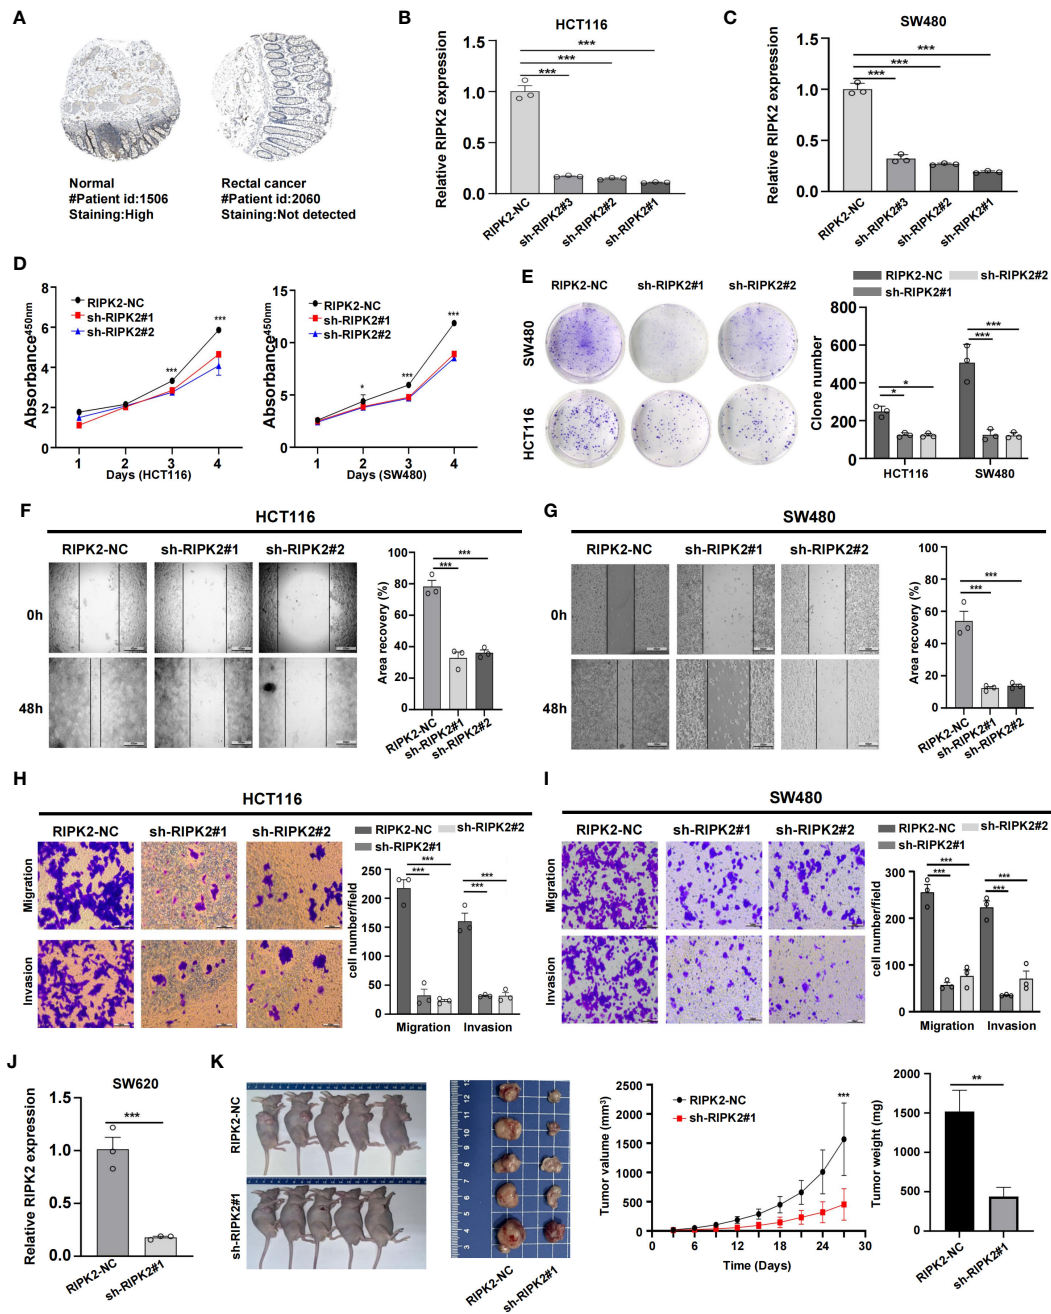 A
Normal
#Patient id:1506
Staining:High
Rectal cancer
#Patient id:2060
Staining:Not detected
B
HCT116
Relative RIPK2 expression
1.5
1.0
0.5
0.0
***
***
***
RIPK2-NC
sh-RIPK2#3
sh-RIPK2#2
sh-RIPK2#1
C
SW480
Relative RIPK2 expression
1.5
1.0
0.5
0.0
***
***
***
RIPK2-NC
sh-RIPK2#3
sh-RIPK2#2
sh-RIPK2#1
D
Absorbance450nm
8
6
4
2
0
RIPK2-NC
sh-RIPK2#1
sh-RIPK2#2
***
***
1 2 3 4
Days (HCT116)
Absorbance450nm
15
10
5
0
RIPK2-NC
sh-RIPK2#1
sh-RIPK2#2
*
***
***
1 2 3 4
Days (SW480)
E
RIPK2-NC sh-RIPK2#1 sh-RIPK2#2
SW480
HCT116
RIPK2-NC sh-RIPK2#2
sh-RIPK2#1
Clone number
800
600
400
200
0
*
*
***
***
HCT116 SW480
F
HCT116
RIPK2-NC sh-RIPK2#1 sh-RIPK2#2
0h
48h
Area recovery (%)
100
80
60
40
20
0
***
***
RIPK2-NC
sh-RIPK2#1
sh-RIPK2#2
G
SW480
RIPK2-NC sh-RIPK2#1 sh-RIPK2#2
0h
48h
Area recovery (%)
100
80
60
40
20
0
***
***
RIPK2-NC
sh-RIPK2#1
sh-RIPK2#2
H
HCT116
RIPK2-NC sh-RIPK2#1 sh-RIPK2#2
Migration
Invasion
RIPK2-NC sh-RIPK2#2
sh-RIPK2#1
cell number/field
250
200
150
100
50
0
***
***
***
***
Migration Invasion
I
SW480
RIPK2-NC sh-RIPK2#1 sh-RIPK2#2
Migration
Invasion
RIPK2-NC sh-RIPK2#2
sh-RIPK2#1
cell number/field
300
200
100
0
***
***
***
***
Migration Invasion
J
SW620
Relative RIPK2 expression
1.5
1.0
0.5
0.0
***
RIPK2-NC
sh-RIPK2#1
K
RIPK2-NC
sh-RIPK2#1
12
11
10
9
8
7
6
5
4
3
RIPK2-NC
sh-RIPK2#1
Tumor valume (mm3)
2500
2000
1500
1000
500
0
RIPK2-NC
sh-RIPK2#1
***
0 6 12 18 24 30
Time (Days)
Tumor weight (mg)
2000
1500
1000
500
0
**
RIPK2-NC
sh-RIPK2#1